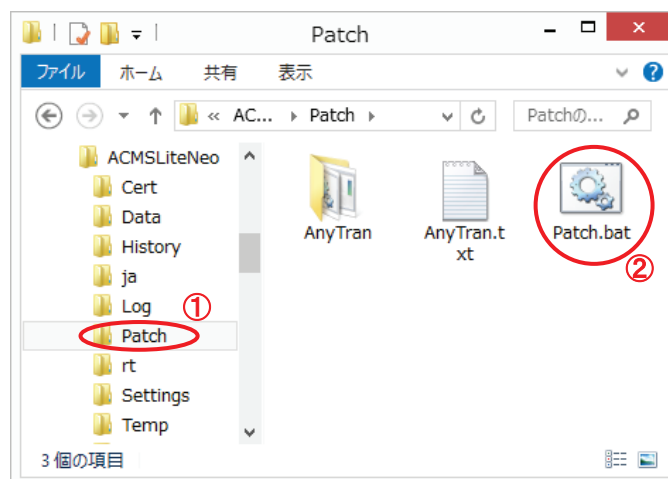 Patch
ファイル ホーム 共有 表示
« AC... Patch Patchの...
ACMSLiteNeo
Cert
Data
History
ja
Log ①
Patch
rt
Settings
Temp
AnyTran
AnyTran.t
xt
Patch.bat
②
3 個の項目